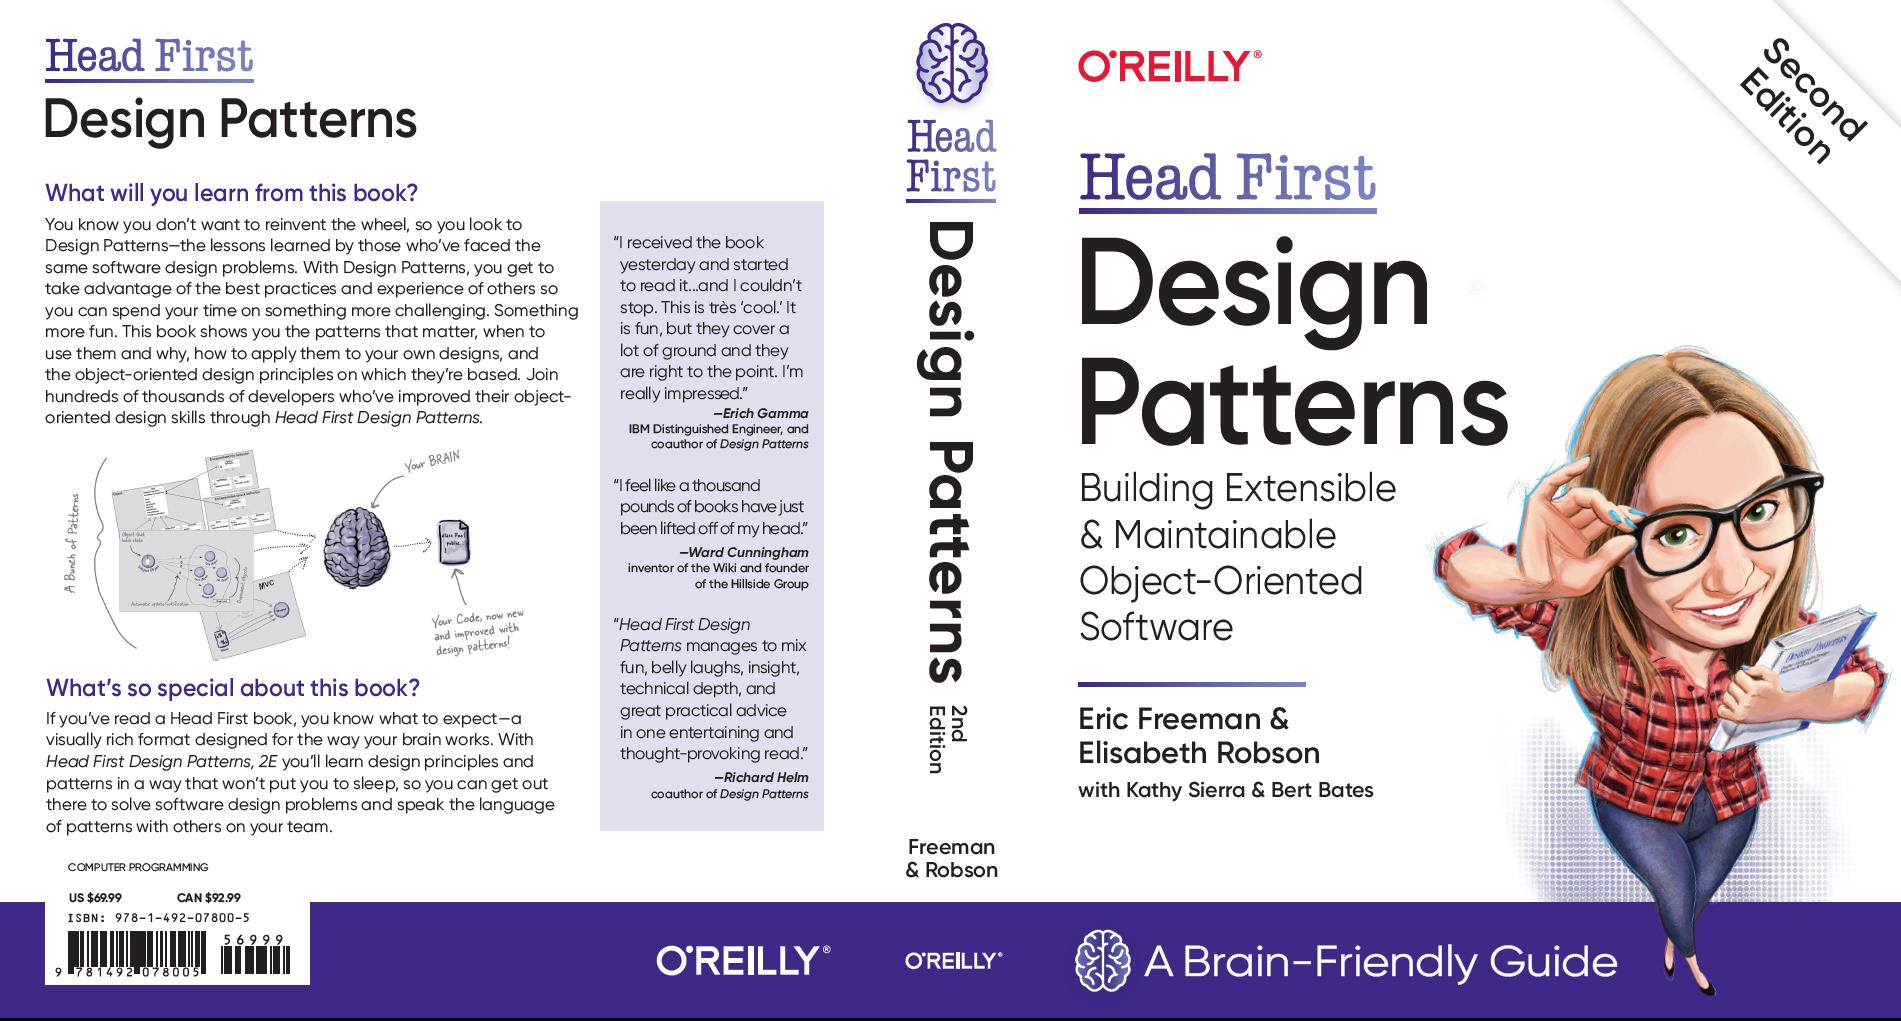 Head First
Design Patterns
What will you learn from this book?
You know you don't want to reinvent the wheel, so you look to
Design Patterns—the lessons learned by those who've faced the
same software design problems. With Design Patterns, you get to
take advantage of the best practices and experience of others so
you can spend your time on something more challenging. Something
more fun. This book shows you the patterns that matter, when to
use them and why, how to apply them to your own designs, and
the object-oriented design principles on which they're based. Join
hundreds of thousands of developers who've improved their object-
oriented design skills through Head First Design Patterns.
A Bunch of Patterns
MVC
Automatic update/notification
Your BRAIN
Your Code, now new
and improved with
design patterns!
What's so special about this book?
If you've read a Head First book, you know what to expect—a
visually rich format designed for the way your brain works. With
Head First Design Patterns, 2E you'll learn design principles and
patterns in a way that won't put you to sleep, so you can get out
there to solve software design problems and speak the language
of patterns with others on your team.
COMPUTER PROGRAMMING
US $69.99 CAN $92.99
ISBN: 978-1-492-07800-5
56999
9 781492 078005
"I received the book
yesterday and started
to read it...and I couldn't
stop. This is très 'cool.' It
is fun, but they cover a
lot of ground and they
are right to the point. I'm
really impressed."
—Erich Gamma
IBM Distinguished Engineer, and
coauthor of Design Patterns
"I feel like a thousand
pounds of books have just
been lifted off of my head."
—Ward Cunningham
inventor of the Wiki and founder
of the Hillside Group
"Head First Design
Patterns manages to mix
fun, belly laughs, insight,
technical depth, and
great practical advice
in one entertaining and
thought-provoking read."
—Richard Helm
coauthor of Design Patterns
O'REILLY®
Head
First
Design Patterns
2nd
Edition
Freeman
& Robson
O'REILLY®
O'REILLY®
Second
Edition
Head First
Design
Patterns
Building Extensible
& Maintainable
Object-Oriented
Software
Eric Freeman &
Elisabeth Robson
with Kathy Sierra & Bert Bates
Design Patterns
A Brain-Friendly Guide